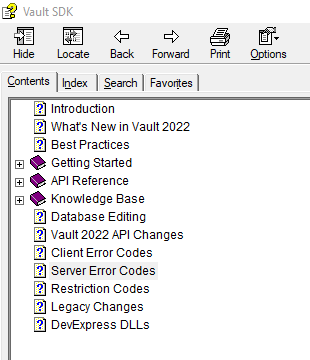 Vault SDK
Hide Locate Back Forward Print Options
Contents Index Search Favorites
Introduction
What's New in Vault 2022
Best Practices
Getting Started
API Reference
Knowledge Base
Database Editing
Vault 2022 API Changes
Client Error Codes
Server Error Codes
Restriction Codes
Legacy Changes
DevExpress DLLs